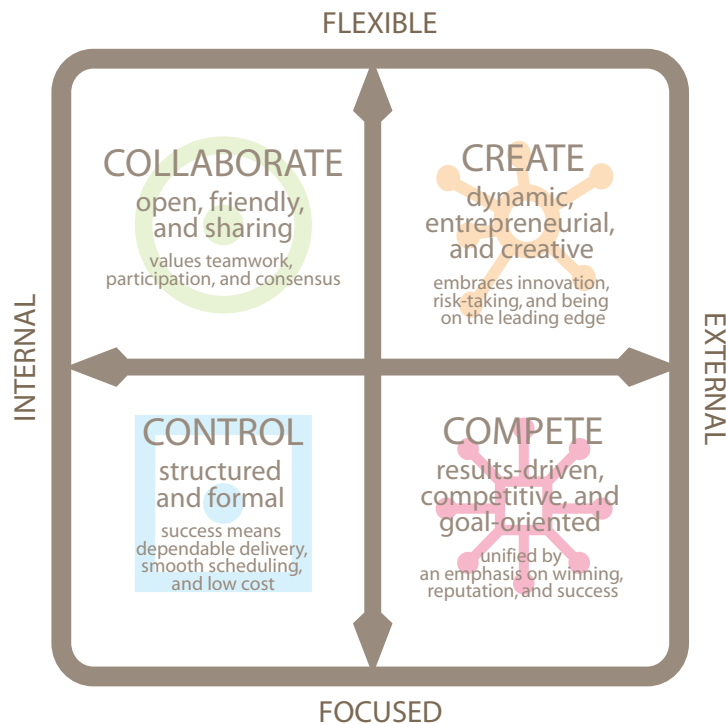 FLEXIBLE
COLLABORATE
open, friendly,
and sharing
values teamwork,
participation, and consensus
CREATE
dynamic,
entrepreneurial,
and creative
embraces innovation,
risk-taking, and being
on the leading edge
INTERNAL
EXTERNAL
CONTROL
structured
and formal
success means
dependable delivery,
smooth scheduling,
and low cost
COMPETE
results-driven,
competitive, and
goal-oriented
unified by
an emphasis on winning,
reputation, and success
FOCUSED